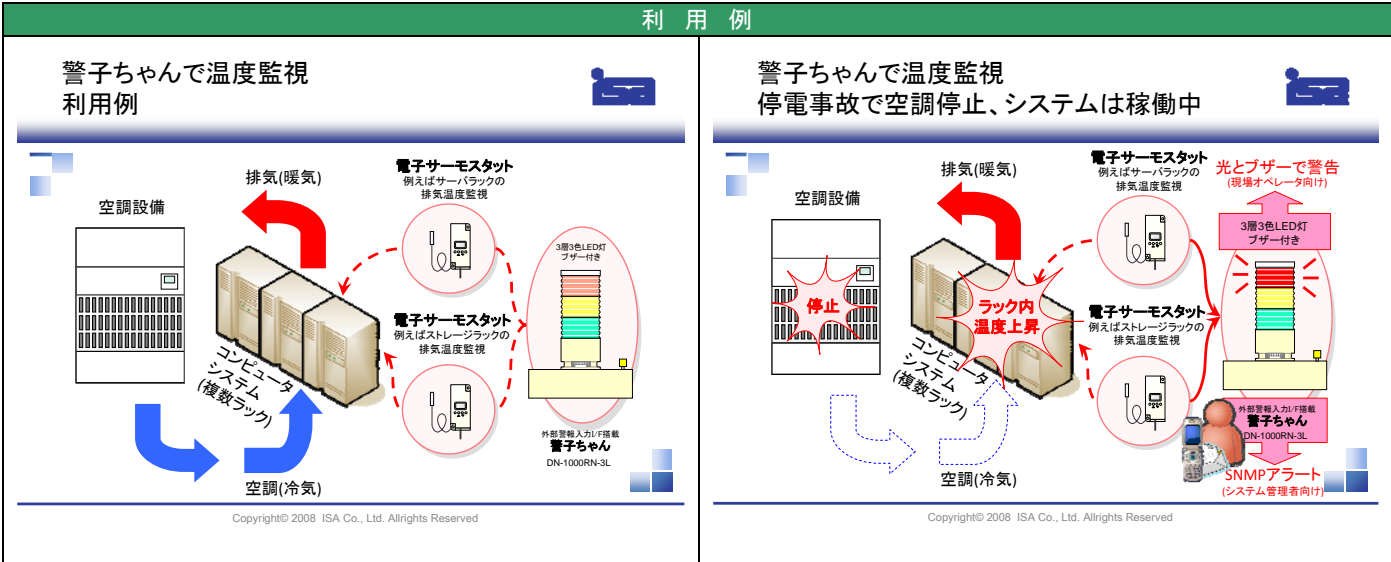 利 用 例
警子ちゃんで温度監視
利用例
isa
排気(暖気)
電子サーモスタット
例えばサーバラックの
排気温度監視
空調設備
3層3色LED灯
ブザー付き
電子サーモスタット
例えばストレージラックの
排気温度監視
コンピュータ
システム
(複数ラック)
外部警報入力I/F搭載
警子ちゃん
DN-1000RN-3L
空調(冷気)
Copyright© 2008 ISA Co., Ltd. Allrights Reserved
警子ちゃんで温度監視
停電事故で空調停止、システムは稼働中
isa
排気(暖気)
電子サーモスタット
例えばサーバラックの
排気温度監視
光とブザーで警告
(現場オペレータ向け)
空調設備
3層3色LED灯
ブザー付き
停止
ラック内
温度上昇
電子サーモスタット
例えばストレージラックの
排気温度監視
コンピュータ
システム
(複数ラック)
外部警報入力I/F搭載
警子ちゃん
DN-1000RN-3L
空調(冷気)
SNMPアラート
(システム管理者向け)
Copyright© 2008 ISA Co., Ltd. Allrights Reserved